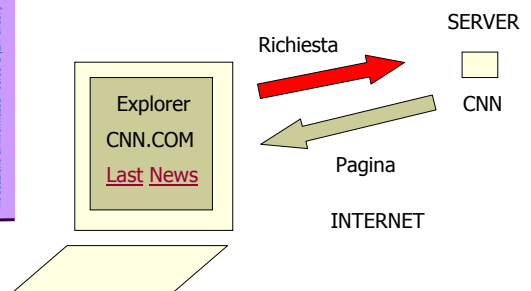 SERVER
Richiesta
Explorer
CNN
CNN.COM
Last News
Pagina
INTERNET